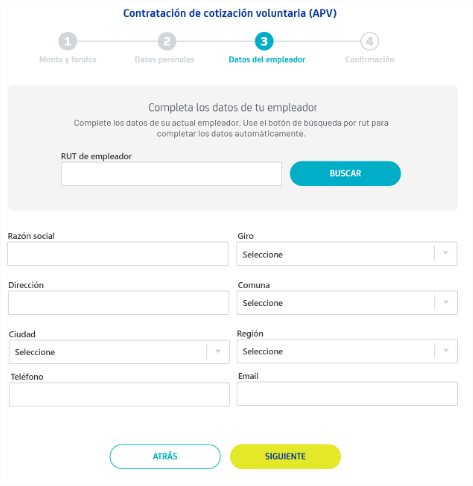 Contratación de cotización voluntaria (APV)
1 2 3 4
Monto y fondos Datos peronales Datos del empleador Confirmación
Completa los datos de tu empleador
Complete los datos de su actual empleador. Use el botón de búsqueda por rut para
completar los datos automáticamente.
RUT de empleador
BUSCAR
Razón social Giro
Seleccione
Dirección Comuna
Seleccione
Ciudad Región
Seleccione Seleccione
Teléfono Email
ATRÁS SIGUIENTE